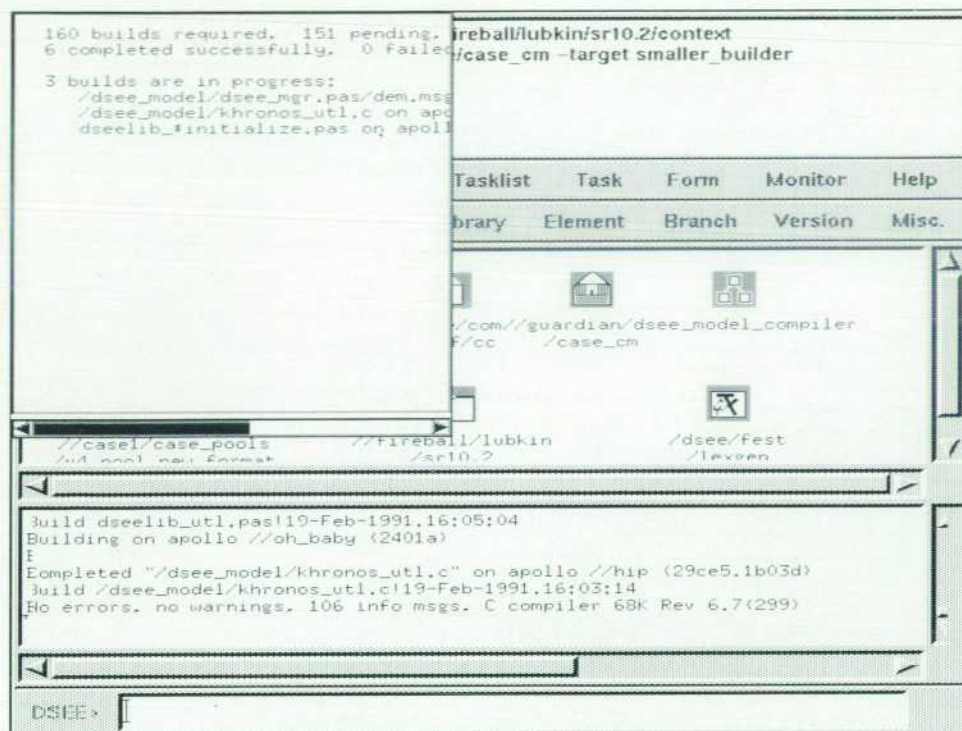 160 builds required. 151 pending.
6 completed successfully. 0 failed
3 builds are in progress:
/dsee_model/dsee_mgr.pas/dem.msg
/dsee_model/khronos_utl.c on apo
dseelib_#initialize.pas on apoll
ireball/lubkin/sr10.2/context
/case_cm -target smaller_builder
Tasklist Task Form Monitor Help
brary Element Branch Version Misc.
/com//guardian/dsee_model_compiler
f/cc /case_cm
//case1/case_pools //fireball/lubkin /dsee/fest
/sr10.2 /lexgen
Build dseelib_utl.pas!19-Feb-1991.16:05:04
Building on apollo //oh_baby (2401a)
E
Eompleted "/dsee_model/khronos_utl.c" on apollo //hip (29ce5.1b03d)
Build /dsee_model/khronos_utl.c!19-Feb-1991.16:03:14
No errors. no warnings. 106 info msgs. C compiler 68K Rev 6.7(299)
DSEE>